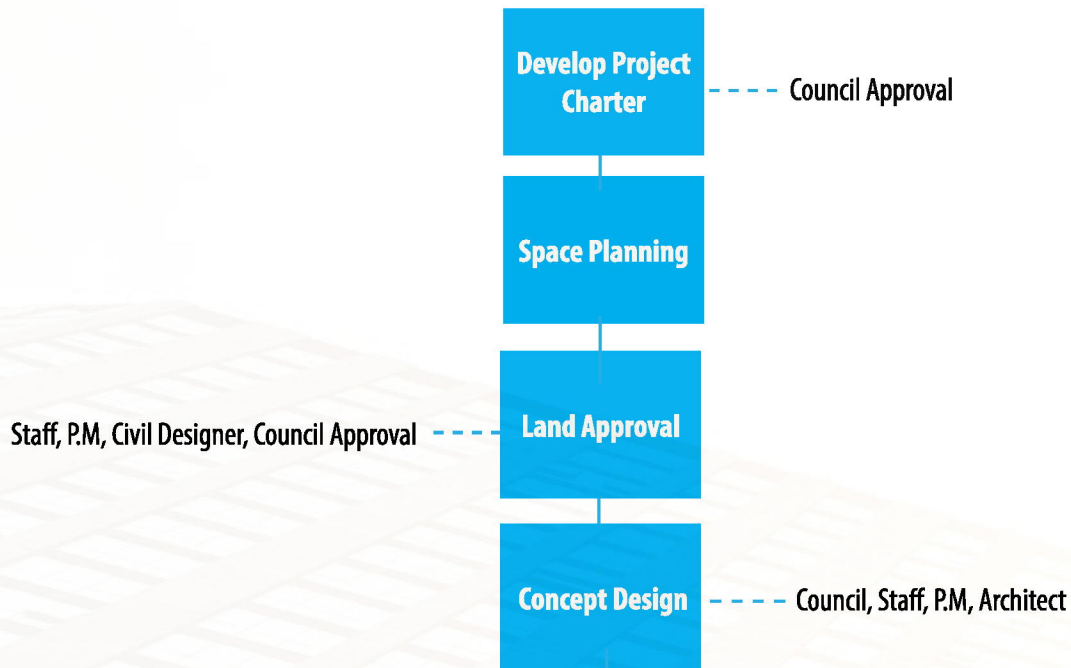 Develop Project
Charter
Council Approval
Space Planning
Staff, P.M, Civil Designer, Council Approval
Land Approval
Concept Design
Council, Staff, P.M, Architect